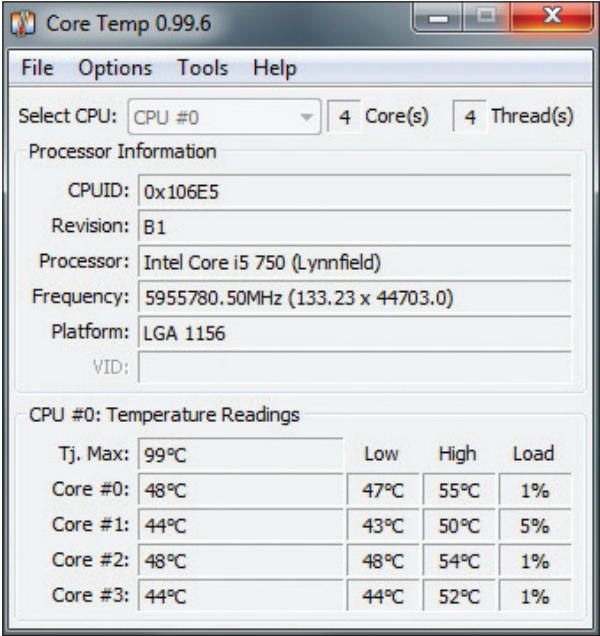 Core Temp 0.99.6
File Options Tools Help
Select CPU: CPU #0 4 Core(s) 4 Thread(s)
Processor Information
CPUID: 0x106E5
Revision: B1
Processor: Intel Core i5 750 (Lynnfield)
Frequency: 5955780.50MHz (133.23 x 44703.0)
Platform: LGA 1156
VID:
CPU #0: Temperature Readings
Tj. Max: 99°C Low High Load
Core #0: 48°C 47°C 55°C 1%
Core #1: 44°C 43°C 50°C 5%
Core #2: 48°C 48°C 54°C 1%
Core #3: 44°C 44°C 52°C 1%